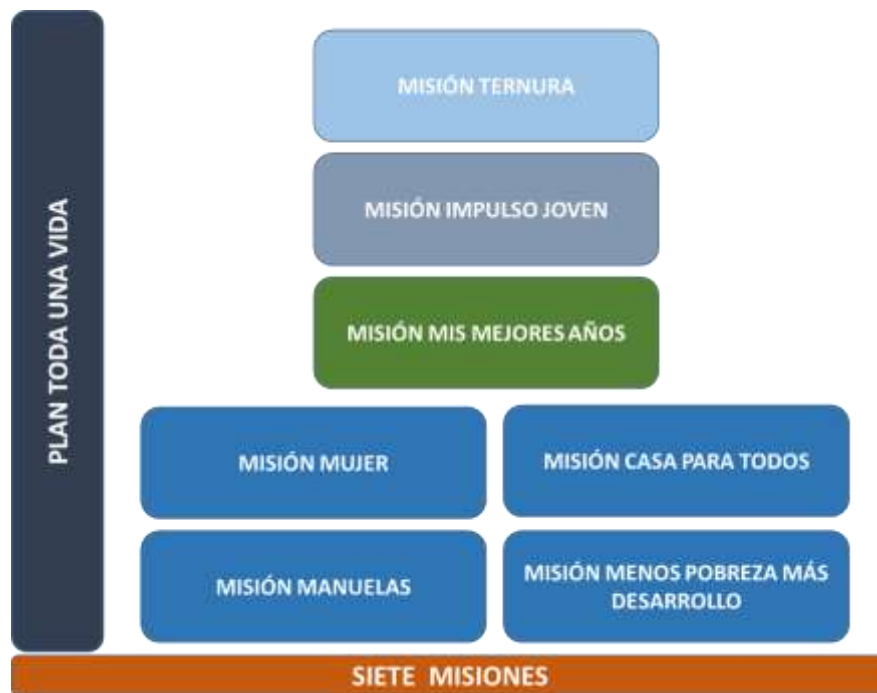 PLAN TODA UNA VIDA
MISIÓN TERNURA
MISIÓN IMPULSO JOVEN
MISIÓN MIS MEJORES AÑOS
MISIÓN MUJER
MISIÓN CASA PARA TODOS
MISIÓN MANUELAS
MISIÓN MENOS POBREZA MÁS
DESARROLLO
SIETE MISIONES